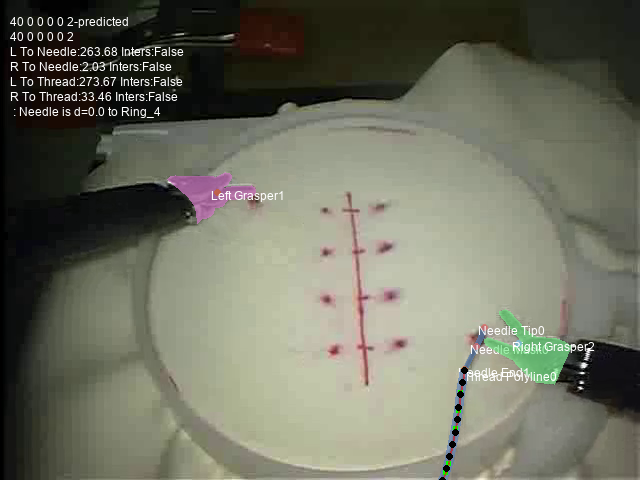 40 0 0 0 0 2-predicted
40 0 0 0 0 2
L To Needle:263.68 Inters:False
R To Needle:2.03 Inters:False
L To Thread:273.67 Inters:False
R To Thread:33.46 Inters:False
: Needle is d=0.0 to Ring_4
Left Grasper1
Needle Tip0
Right Grasper2
Needle Mask0
Needle End1
Thread Polyline0